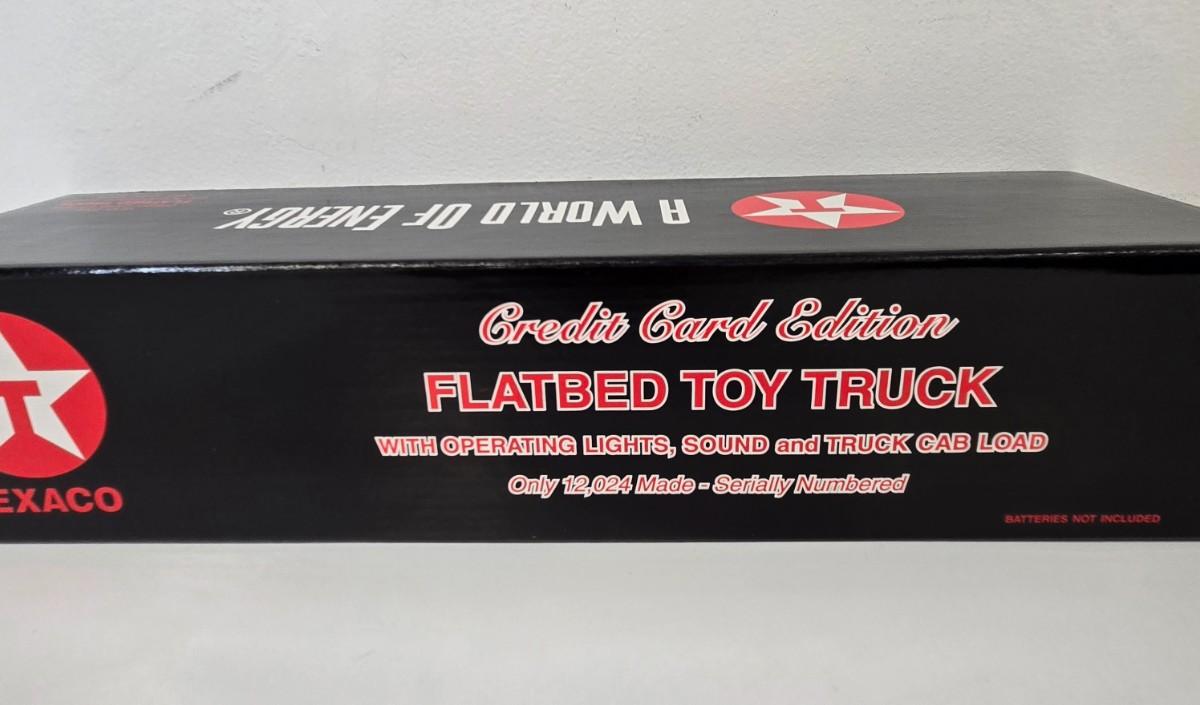 A WORLD OF ENERGY®
Credit Card Edition
FLATBED TOY TRUCK
WITH OPERATING LIGHTS, SOUND and TRUCK CAB LOAD
Only 12,024 Made - Serially Numbered
EXACO
BATTERIES NOT INCLUDED